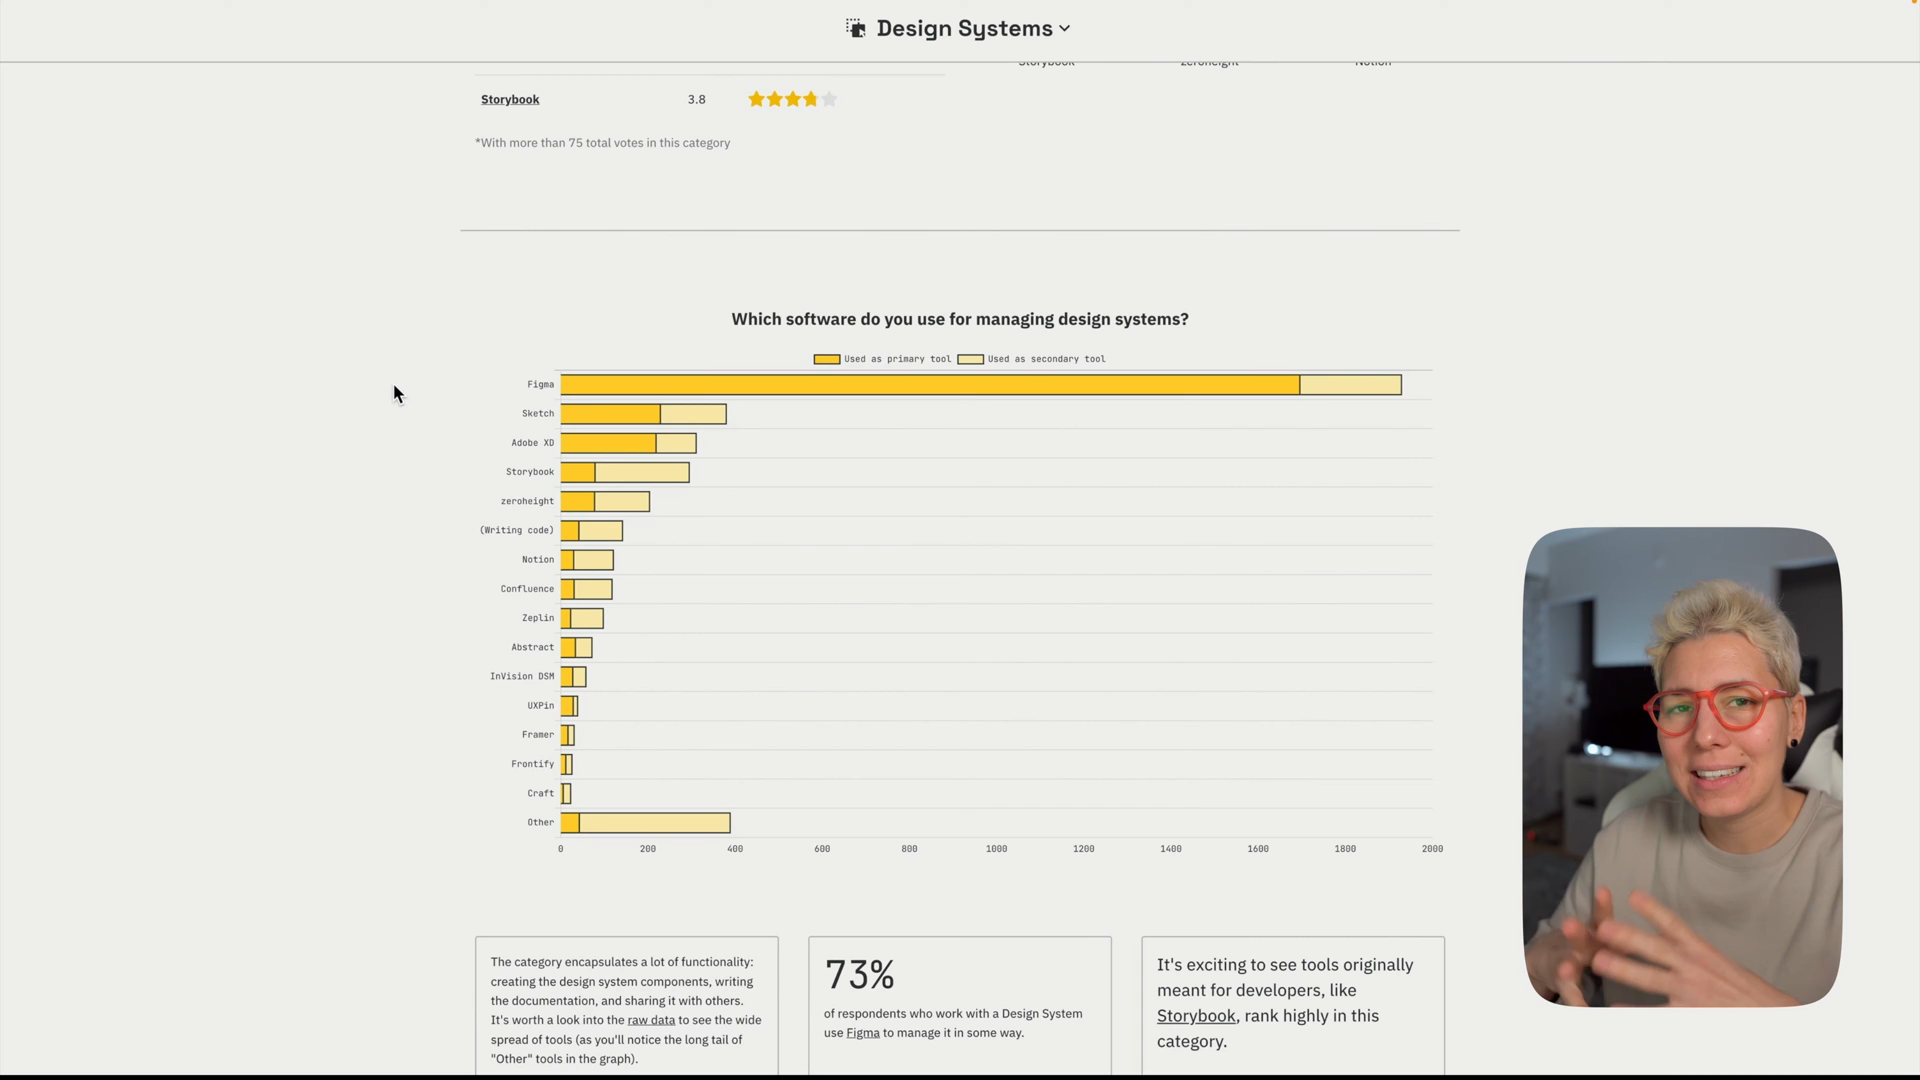 Design Systems
Storybook zeroheight Notion
Storybook 3.8
*With more than 75 total votes in this category
Which software do you use for managing design systems?
Used as primary tool Used as secondary tool
Figma
Sketch
Adobe XD
Storybook
zeroheight
(Writing code)
Notion
Confluence
Zeplin
Abstract
InVision DSM
UXPin
Framer
Frontify
Craft
Other
0 200 400 600 800 1000 1200 1400 1600 1800 2000
The category encapsulates a lot of functionality:
creating the design system components, writing
the documentation, and sharing it with others.
It's worth a look into the raw data to see the wide
spread of tools (as you'll notice the long tail of
"Other" tools in the graph).
73%
of respondents who work with a Design System
use Figma to manage it in some way.
It's exciting to see tools originally
meant for developers, like
Storybook, rank highly in this
category.